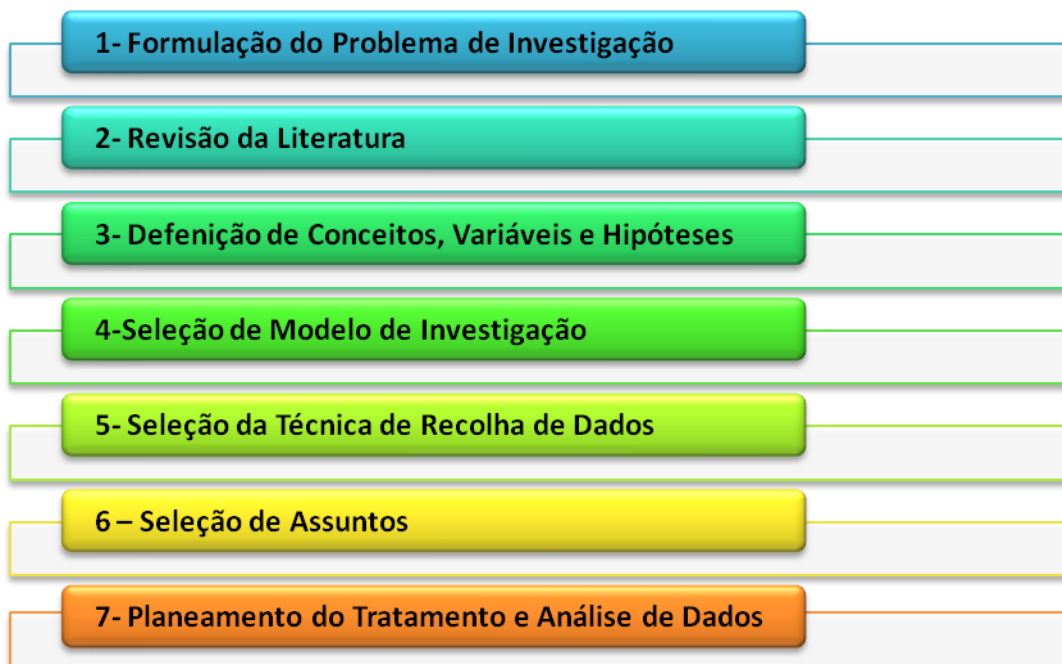 1- Formulação do Problema de Investigação
2- Revisão da Literatura
3- Defenição de Conceitos, Variáveis e Hipóteses
4-Seleção de Modelo de Investigação
5- Seleção da Técnica de Recolha de Dados
6 – Seleção de Assuntos
7- Planeamento do Tratamento e Análise de Dados